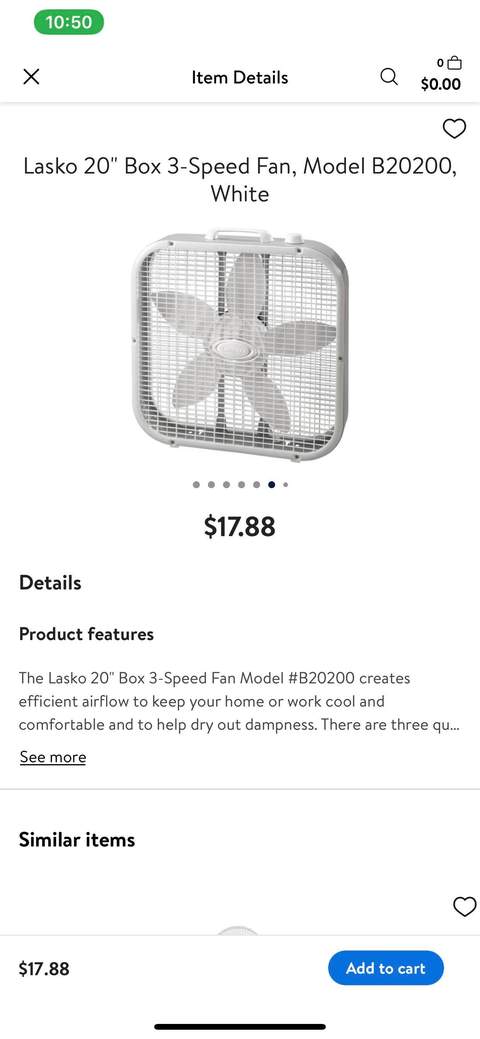 10:50
Item Details
0
$0.00
Lasko 20" Box 3-Speed Fan, Model B20200,
White
$17.88
Details
Product features
The Lasko 20" Box 3-Speed Fan Model #B20200 creates
efficient airflow to keep your home or work cool and
comfortable and to help dry out dampness. There are three qu...
See more
Similar items
$17.88
Add to cart